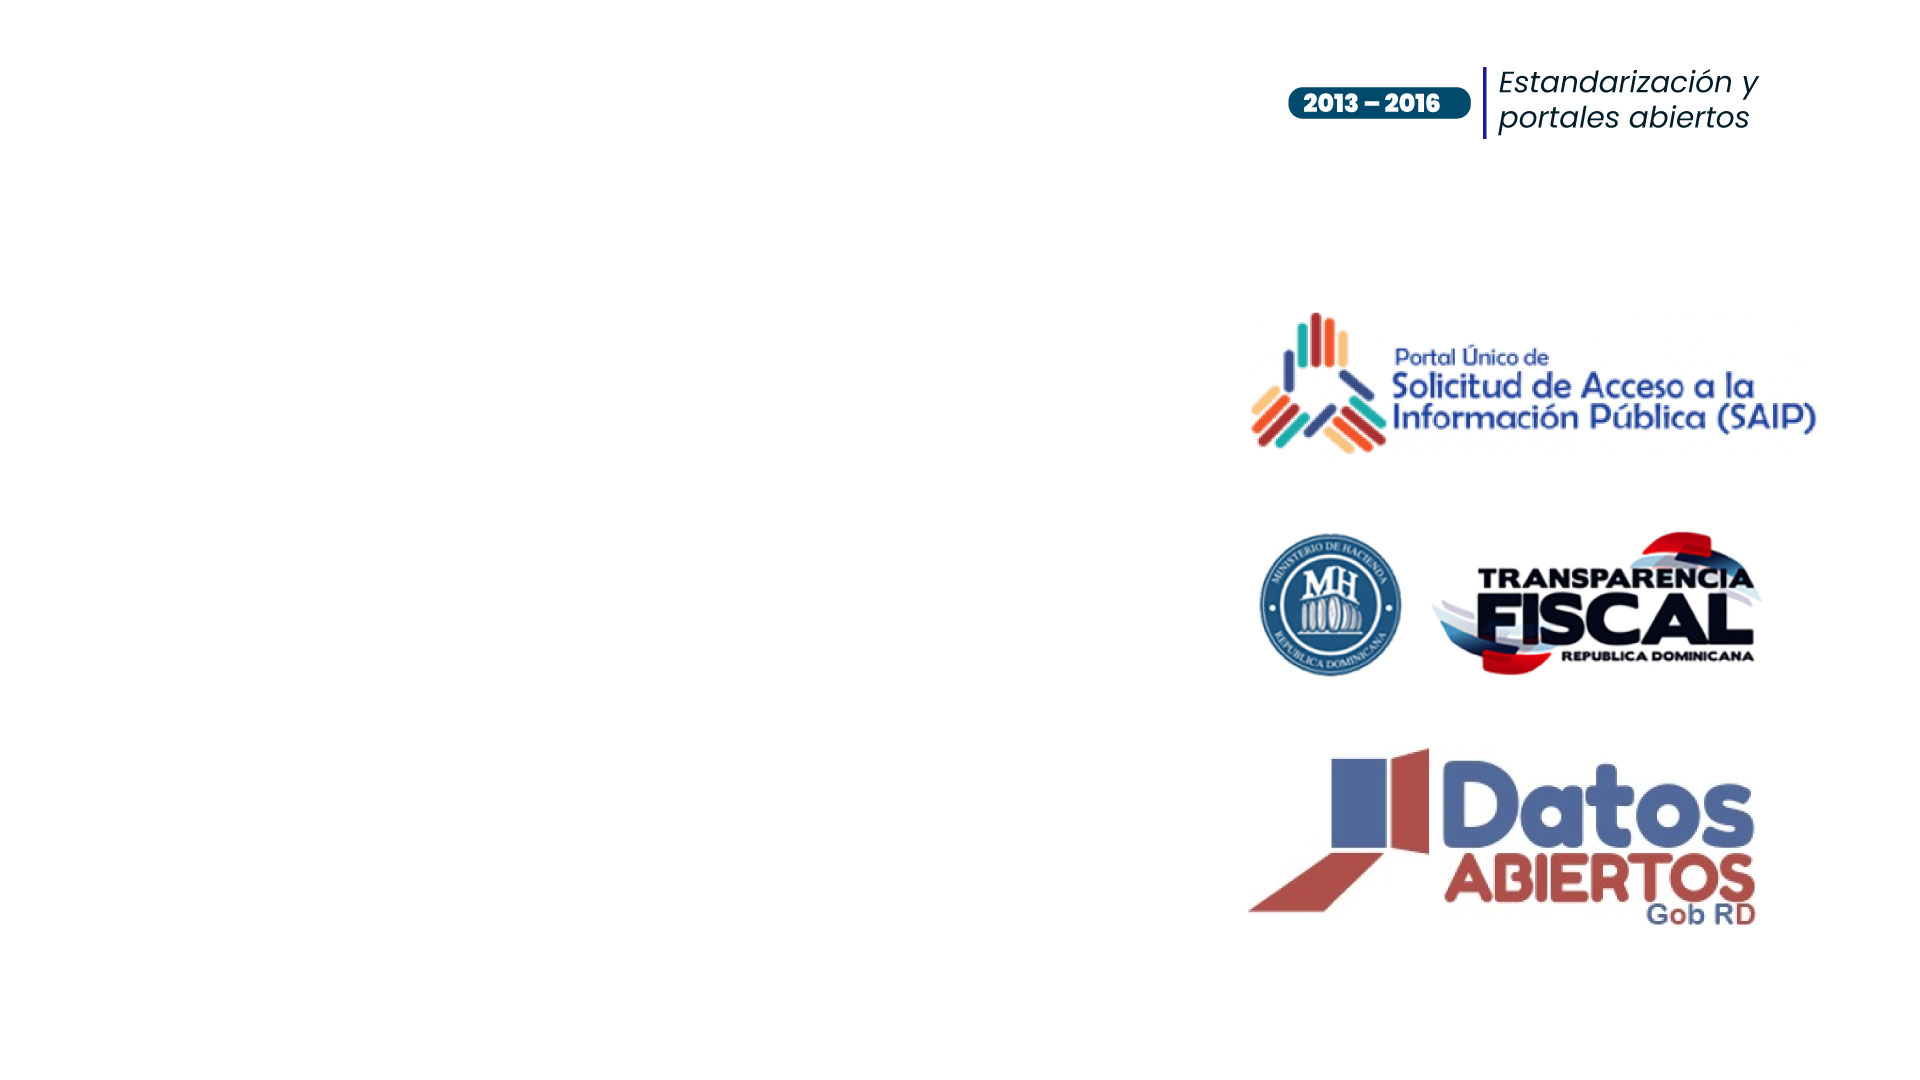 2013 – 2016
Estandarización y
portales abiertos
Portal Único de
Solicitud de Acceso a la
Información Pública (SAIP)
MINISTERIO DE HACIENDA
MH
REPUBLICA DOMINICANA
TRANSPARENCIA
FISCAL
REPUBLICA DOMINICANA
Datos
ABIERTOS
Gob RD